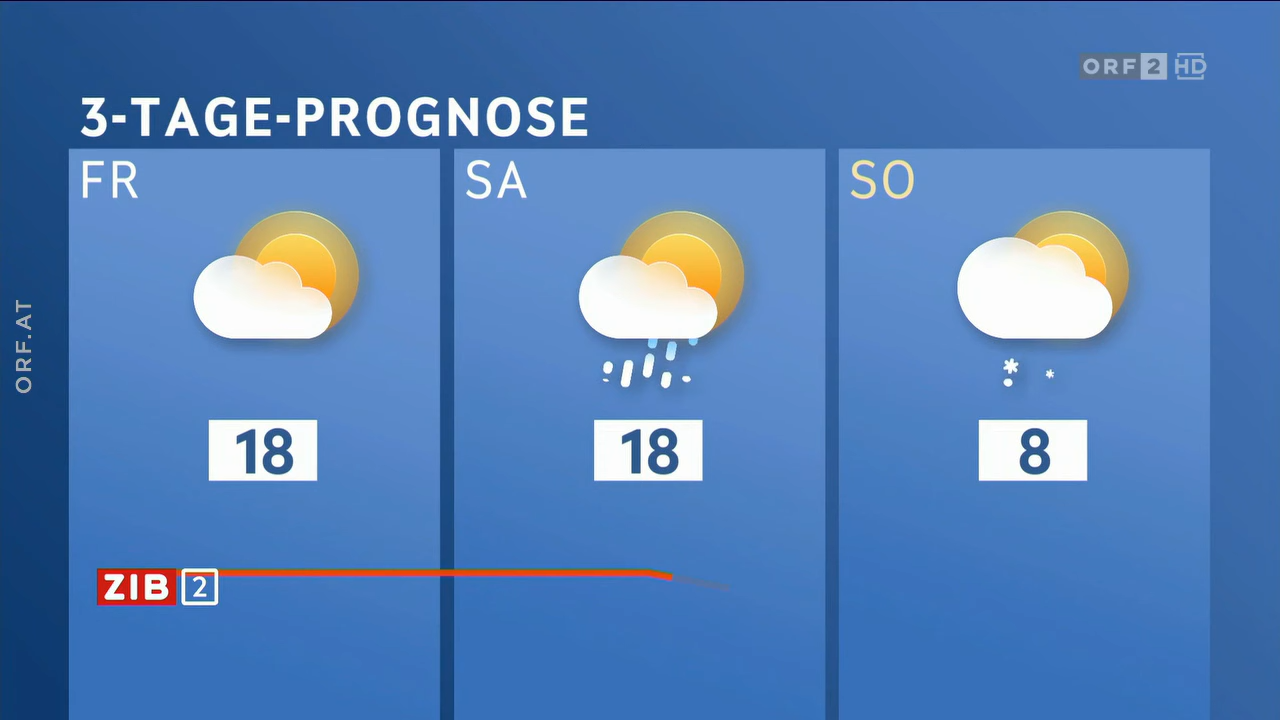 ORF 2 HD
3-TAGE-PROGNOSE
FR
SA
SO
18
18
8
ZIB 2
ORF.AT